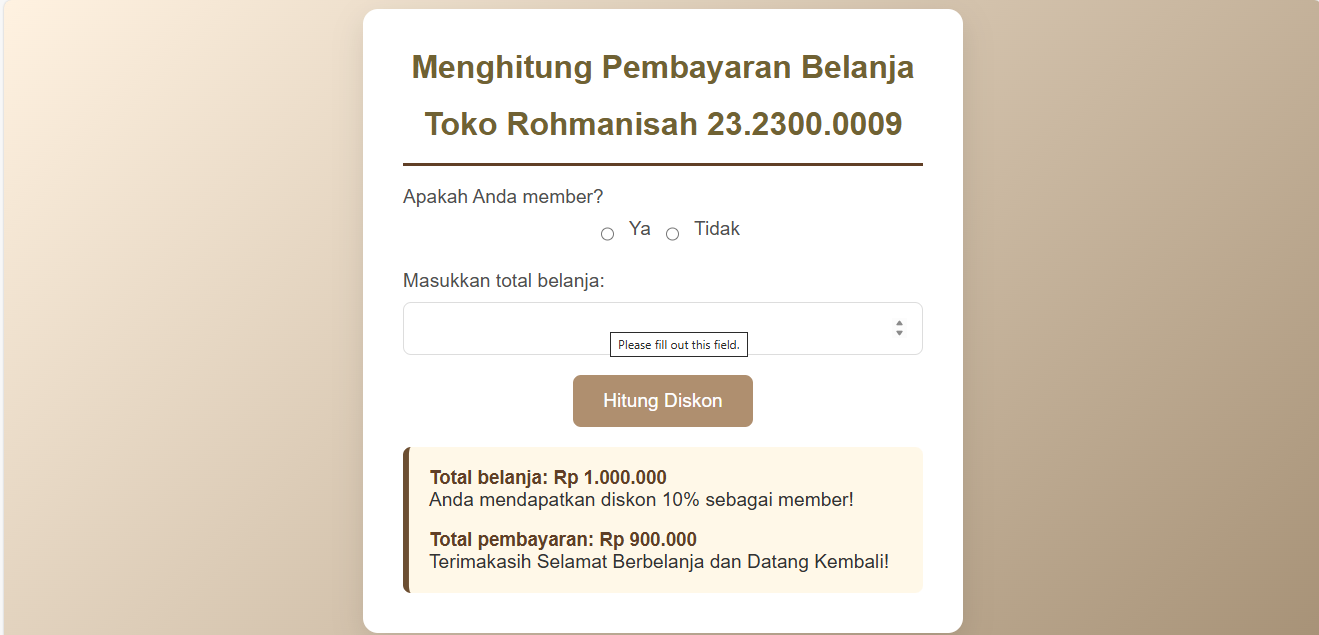 Menghitung Pembayaran Belanja
Toko Rohmanisah 23.2300.0009
Apakah Anda member?
Ya Tidak
Masukkan total belanja:
Please fill out this field.
Hitung Diskon
Total belanja: Rp 1.000.000
Anda mendapatkan diskon 10% sebagai member!
Total pembayaran: Rp 900.000
Terimakasih Selamat Berbelanja dan Datang Kembali!